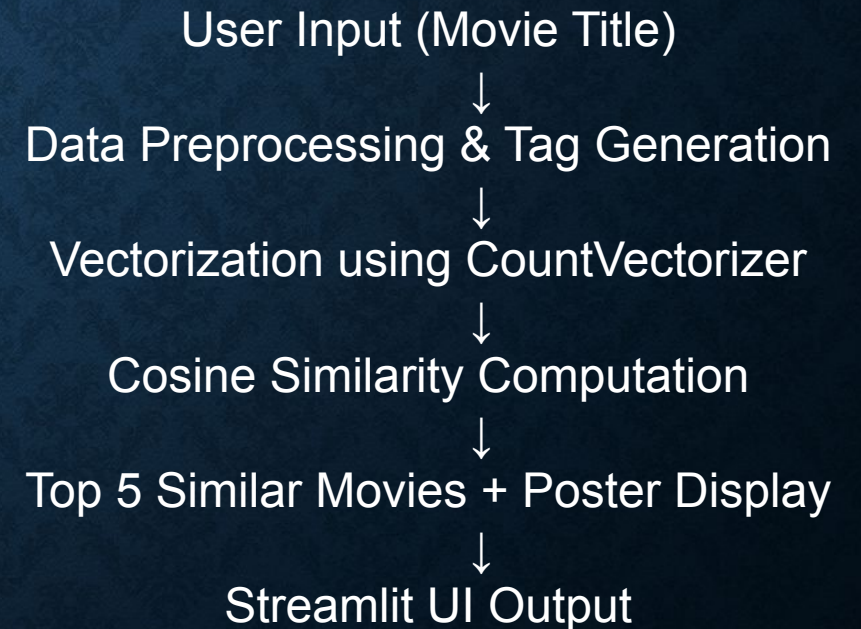 User Input (Movie Title)
↓
Data Preprocessing & Tag Generation
↓
Vectorization using CountVectorizer
↓
Cosine Similarity Computation
↓
Top 5 Similar Movies + Poster Display
↓
Streamlit UI Output